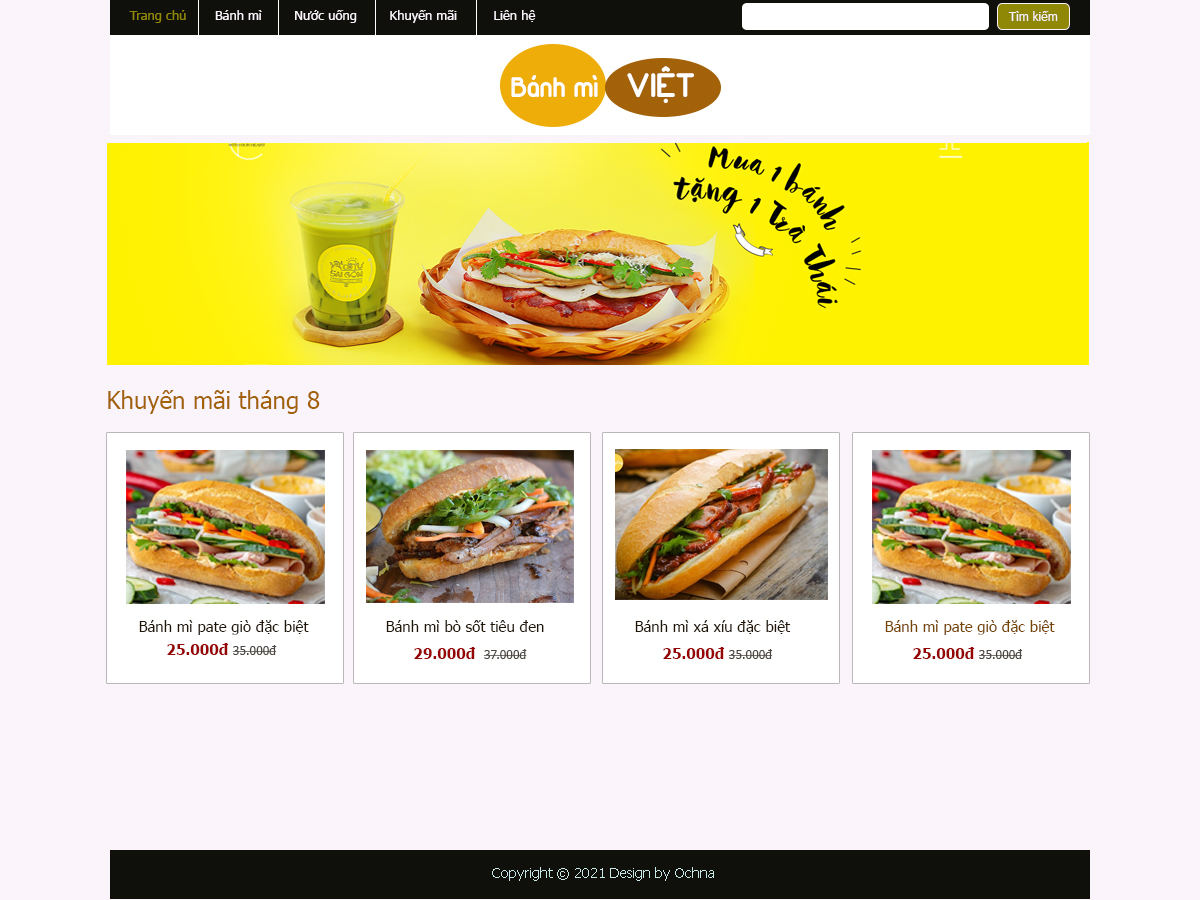 Trang chủ Bánh mì Nước uống Khuyến mãi Liên hệ Tìm kiếm
Bánh mì VIỆT
Mua 1 bánh
tặng 1 Trà Thái
Khuyến mãi tháng 8
Bánh mì pate giò đặc biệt
25.000đ 35.000đ
Bánh mì bò sốt tiêu đen
29.000đ 37.000đ
Bánh mì xá xíu đặc biệt
25.000đ 35.000đ
Bánh mì pate giò đặc biệt
25.000đ 35.000đ
Copyright © 2021 Design by Ochna